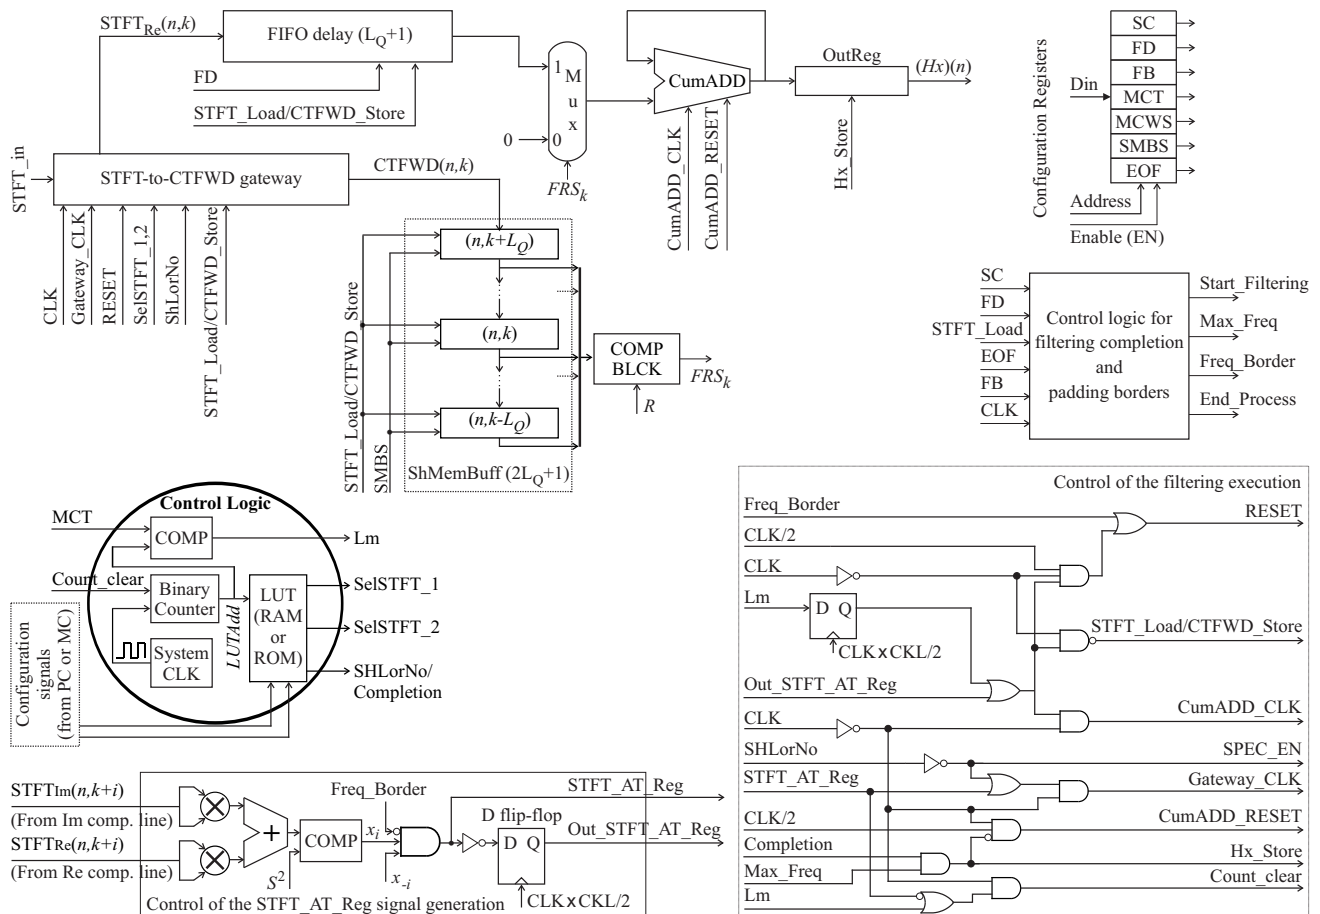 STFT_Re(n,k)
FIFO delay (L_Q+1)
FD
STFT_Load/CTFWD_Store
1
M
u
x
0
0
FRS_k
CumADD
CumADD_CLK
CumADD_RESET
OutReg
(Hx)(n)
Hx_Store
Configuration Registers
Din
SC
FD
FB
MCT
MCWS
SMBS
EOF
Address
Enable (EN)
STFT_in
STFT-to-CTFWD gateway
CTFWD(n,k)
CLK
Gateway_CLK
RESET
SelSTFT_1,2
ShLorNo
STFT_Load/CTFWD_Store
(n,k+L_Q)
(n,k)
(n,k-L_Q)
STFT_Load/CTFWD_Store
SMBS
ShMemBuff (2L_Q+1)
COMP
BLCK
R
FRS_k
SC
FD
STFT_Load
EOF
FB
CLK
Control logic for
filtering completion
and
padding borders
Start_Filtering
Max_Freq
Freq_Border
End_Process
Control Logic
MCT
COMP
Lm
Count_clear
Binary
Counter
LUTAdd
LUT
(RAM
or
ROM)
System
CLK
SelSTFT_1
SelSTFT_2
SHLorNo/
Completion
Configuration
signals
(from PC or MC)
Control of the filtering execution
Freq_Border
RESET
CLK/2
CLK
Lm
D Q
CLKxCKL/2
STFT_Load/CTFWD_Store
Out_STFT_AT_Reg
CLK
CumADD_CLK
SHLorNo
SPEC_EN
STFT_AT_Reg
Gateway_CLK
CLK/2
CumADD_RESET
Completion
Hx_Store
Max_Freq
Count_clear
Lm
STFTIm(n,k+i)
(From Im comp. line)
STFTRe(n,k+i)
(From Re comp. line)
+
COMP
S²
x_i
x_-i
Freq_Border
STFT_AT_Reg
D flip-flop
D Q
Out_STFT_AT_Reg
CLKxCKL/2
Control of the STFT_AT_Reg signal generation